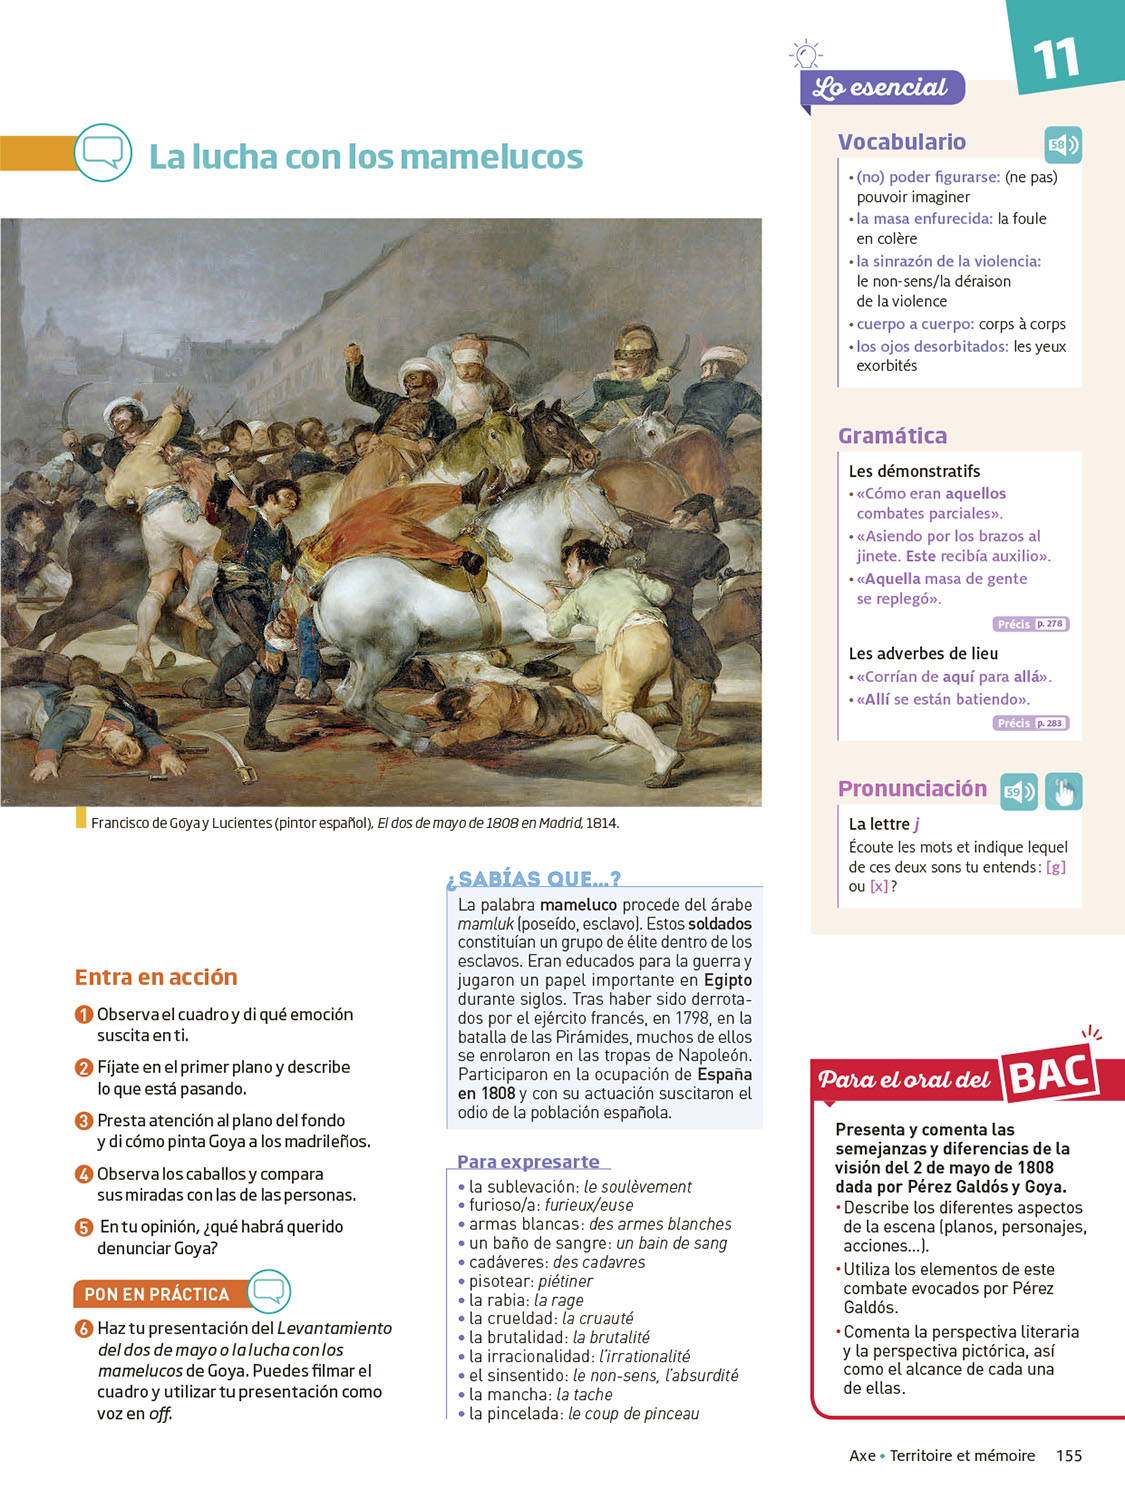 11
Lo esencial
La lucha con los mamelucos
Francisco de Goya y Lucientes (pintor español), El dos de mayo de 1808 en Madrid, 1814.
Vocabulario
58
• (no) poder figurarse: (ne pas)
pouvoir imaginer
• la masa enfurecida: la foule
en colère
• la sinrazón de la violencia:
le non-sens/la déraison
de la violence
• cuerpo a cuerpo: corps à corps
• los ojos desorbitados: les yeux
exorbités
Gramática
Les démonstratifs
• «Cómo eran aquellos
combates parciales».
• «Asiendo por los brazos al
jinete. Este recibía auxilio».
• «Aquella masa de gente
se replegó».
Précis p. 278
Les adverbes de lieu
• «Corrían de aquí para allá».
• «Allí se están batiendo».
Précis p. 283
Pronunciación
59
La lettre j
Écoute les mots et indique lequel
de ces deux sons tu entends : [g]
ou [x] ?
Entra en acción
1 Observa el cuadro y di qué emoción
suscita en ti.
2 Fíjate en el primer plano y describe
lo que está pasando.
3 Presta atención al plano del fondo
y di cómo pinta Goya a los madrileños.
4 Observa los caballos y compara
sus miradas con las de las personas.
5 En tu opinión, ¿qué habrá querido
denunciar Goya?
PON EN PRÁCTICA
6 Haz tu presentación del Levantamiento
del dos de mayo o la lucha con los
mamelucos de Goya. Puedes filmar el
cuadro y utilizar tu presentación como
voz en off.
¿SABÍAS QUE...?
La palabra mameluco procede del árabe
mamluk (poseído, esclavo). Estos soldados
constituían un grupo de élite dentro de los
esclavos. Eran educados para la guerra y
jugaron un papel importante en Egipto
durante siglos. Tras haber sido derrota-
dos por el ejército francés, en 1798, en la
batalla de las Pirámides, muchos de ellos
se enrolaron en las tropas de Napoleón.
Participaron en la ocupación de España
en 1808 y con su actuación suscitaron el
odio de la población española.
Para expresarte
• la sublevación: le soulèvement
• furioso/a: furieux/euse
• armas blancas: des armes blanches
• un baño de sangre: un bain de sang
• cadáveres: des cadavres
• pisotear: piétiner
• la rabia: la rage
• la crueldad: la cruauté
• la brutalidad: la brutalité
• la irracionalidad: l'irrationalité
• el sinsentido: le non-sens, l'absurdité
• la mancha: la tache
• la pincelada: le coup de pinceau
Para el oral del BAC
Presenta y comenta las
semejanzas y diferencias de la
visión del 2 de mayo de 1808
dada por Pérez Galdós y Goya.
• Describe los diferentes aspectos
de la escena (planos, personajes,
acciones...).
• Utiliza los elementos de este
combate evocados por Pérez
Galdós.
• Comenta la perspectiva literaria
y la perspectiva pictórica, así
como el alcance de cada una
de ellas.
Axe • Territoire et mémoire 155